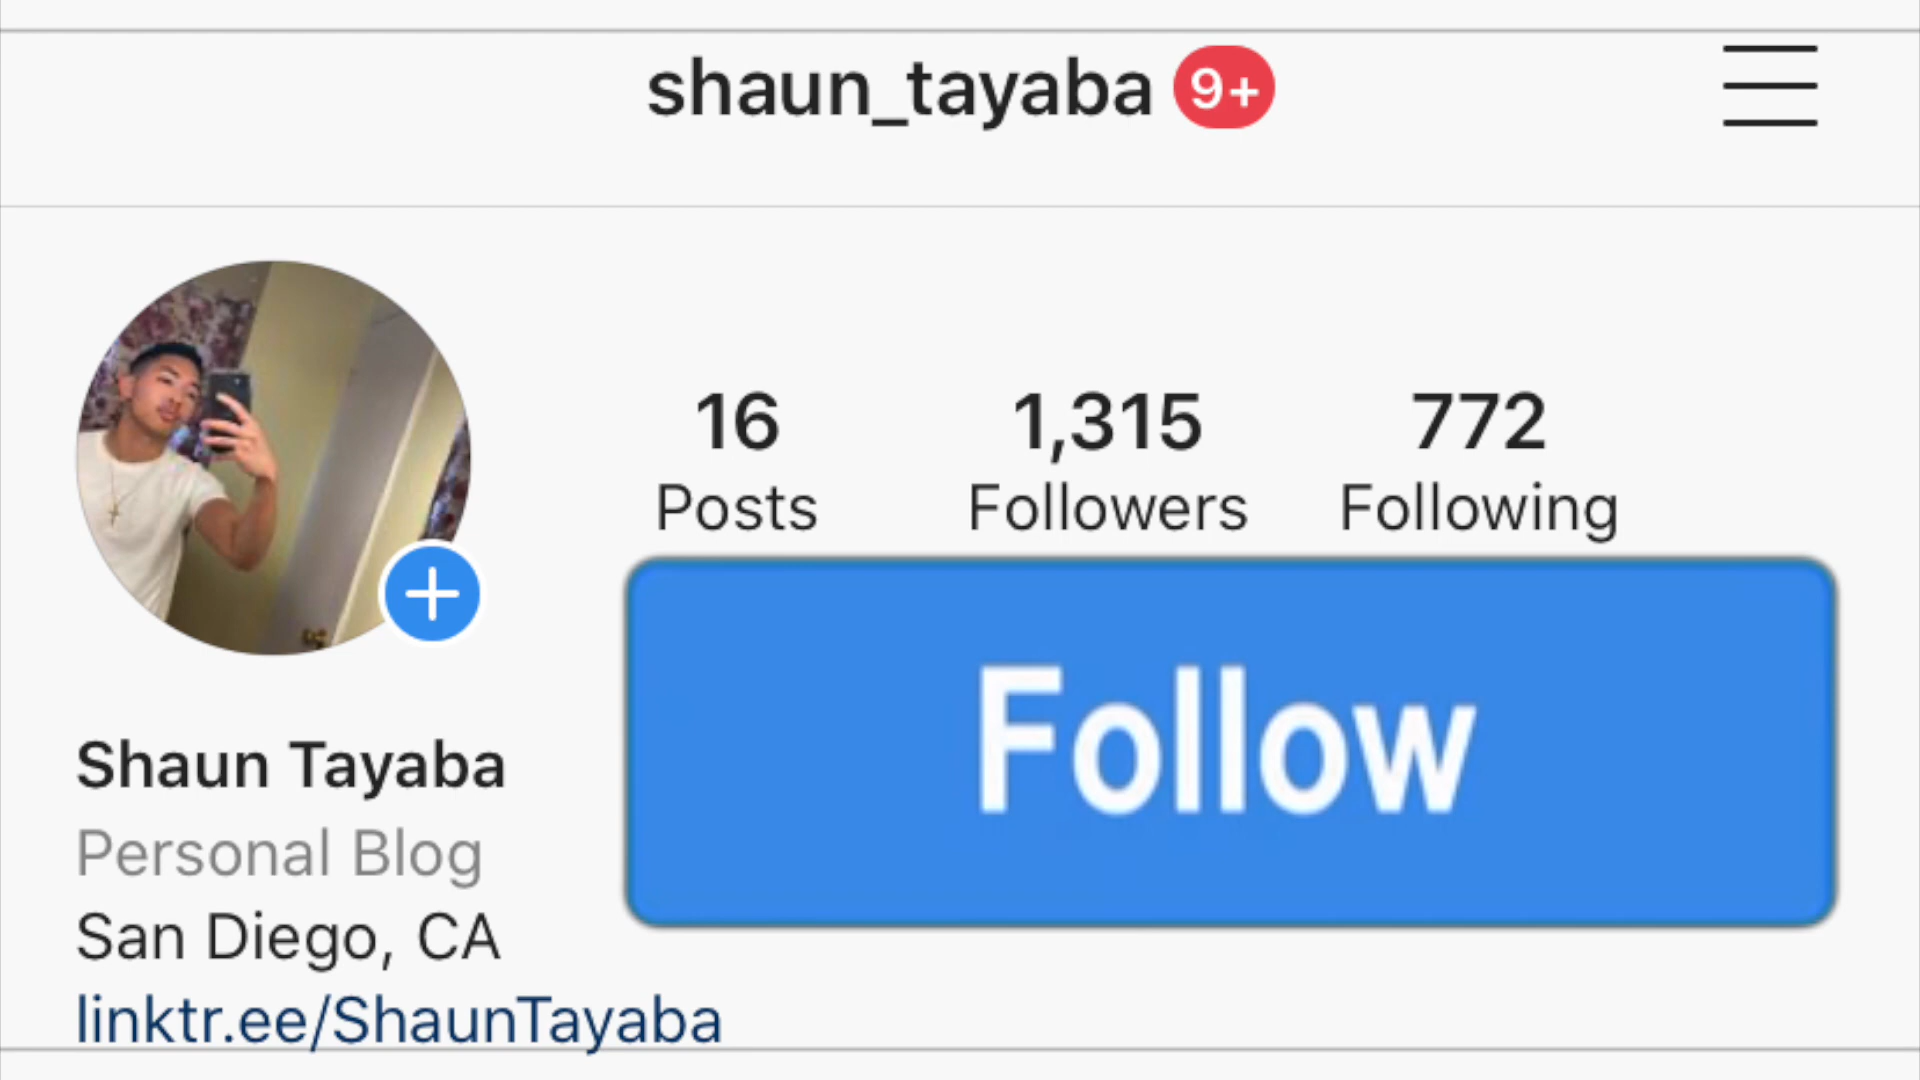 shaun_tayaba 9+
16 1,315 772
Posts Followers Following
Follow
Shaun Tayaba
Personal Blog
San Diego, CA
linktr.ee/ShaunTayaba